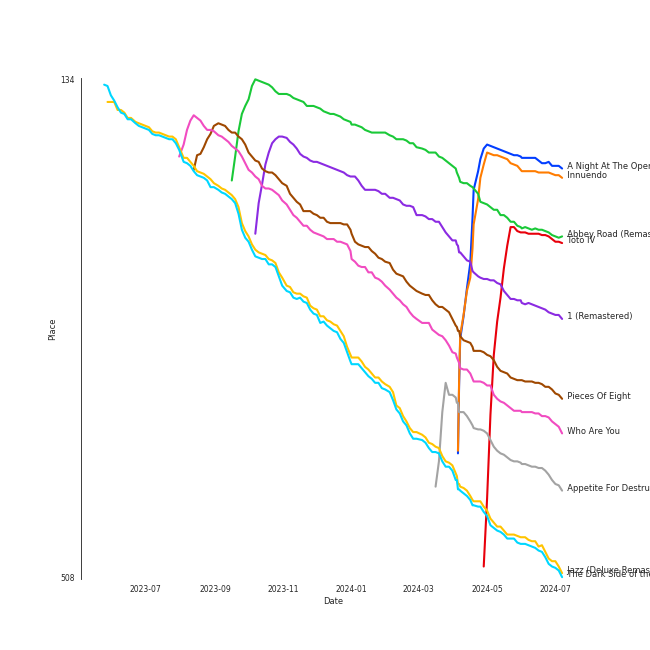 134
A Night At The Oper
Innuendo
Abbey Road (Remas
Toto IV
Place
1 (Remastered)
Pieces Of Eight
Who Are You
Appetite For Destru
Jazz (Deluxe Remas
The Dark Side of the
508
2023-07 2023-09 2023-11 2024-01 2024-03 2024-05 2024-07
Date